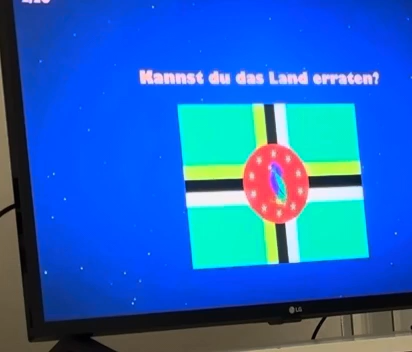 Kannst du das Land erraten?
LG